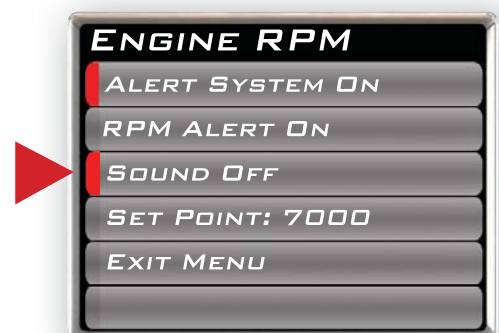 ENGINE RPM
ALERT SYSTEM ON
RPM ALERT ON
SOUND OFF
SET POINT: 7000
EXIT MENU